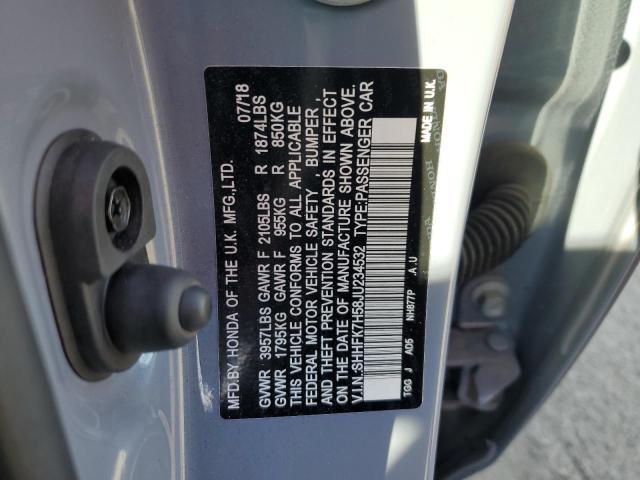 MFD.BY HONDA OF THE U.K. MFG.,LTD. 07/18
GVWR 3957LBS GAWR F 2105LBS R 1874LBS
GVWR 1795KG GAWR F 955KG R 850KG
THIS VEHICLE CONFORMS TO ALL APPLICABLE
FEDERAL MOTOR VEHICLE SAFETY , BUMPER ,
AND THEFT PREVENTION STANDARDS IN EFFECT
ON THE DATE OF MANUFACTURE SHOWN ABOVE.
V.I.N.:SHHFK7H58JU234532 TYPE:PASSENGER CAR
TGG J AD5 NH877P .A.U
MADE IN U.K.